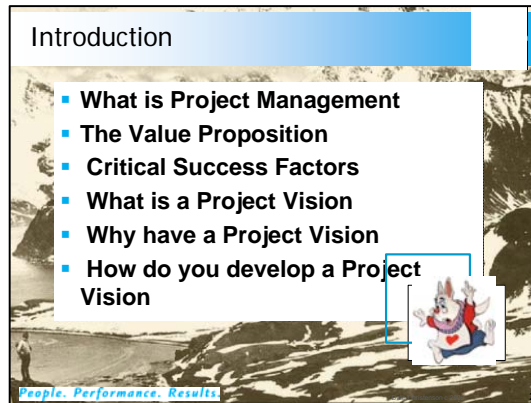 Introduction
What is Project Management
The Value Proposition
Critical Success Factors
What is a Project Vision
Why have a Project Vision
How do you develop a Project
Vision
People. Performance. Results.